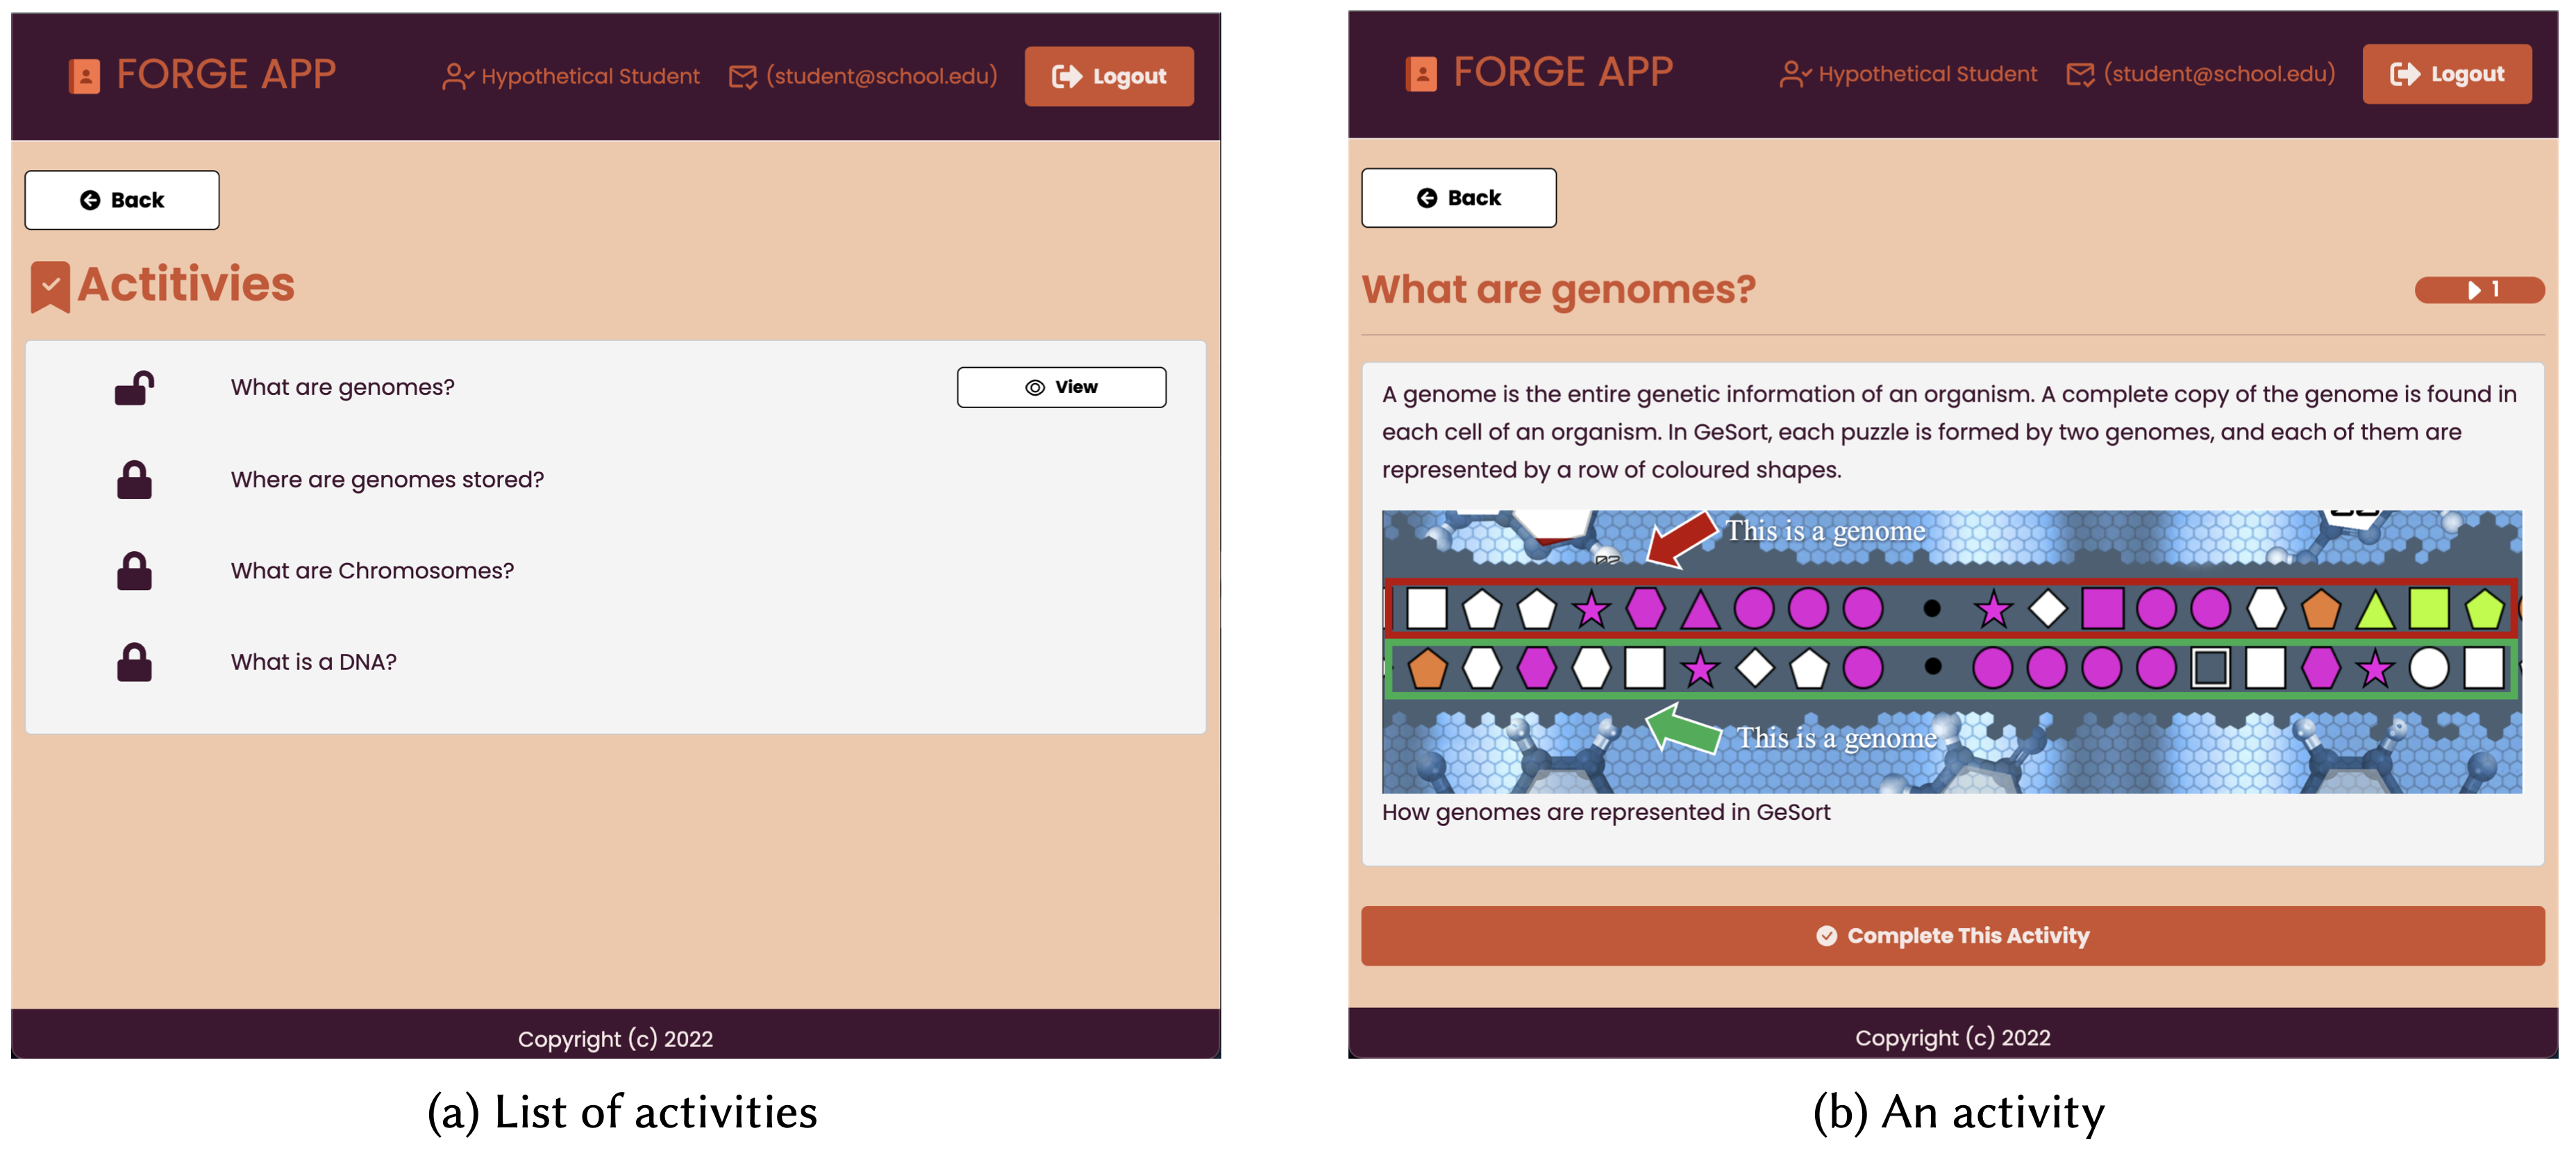 FORGE APP
Hypothetical Student
(student@school.edu)
Logout
Back
Actitivies
What are genomes?
View
Where are genomes stored?
What are Chromosomes?
What is a DNA?
Copyright (c) 2022
(a) List of activities
FORGE APP
Hypothetical Student
(student@school.edu)
Logout
Back
What are genomes?
1
A genome is the entire genetic information of an organism. A complete copy of the genome is found in
each cell of an organism. In GeSort, each puzzle is formed by two genomes, and each of them are
represented by a row of coloured shapes.
This is a genome
This is a genome
How genomes are represented in GeSort
Complete This Activity
Copyright (c) 2022
(b) An activity